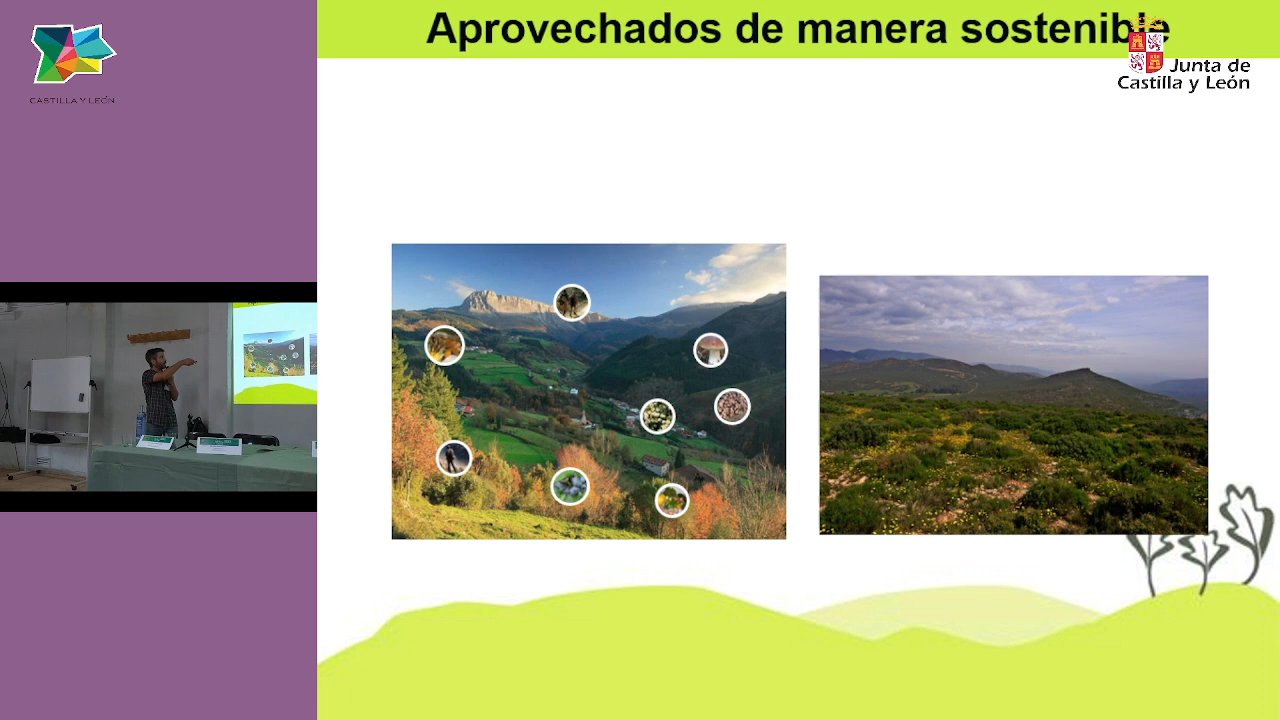 Aprovechados de manera sostenible
Junta de
Castilla y León
CASTILLA Y LEÓN